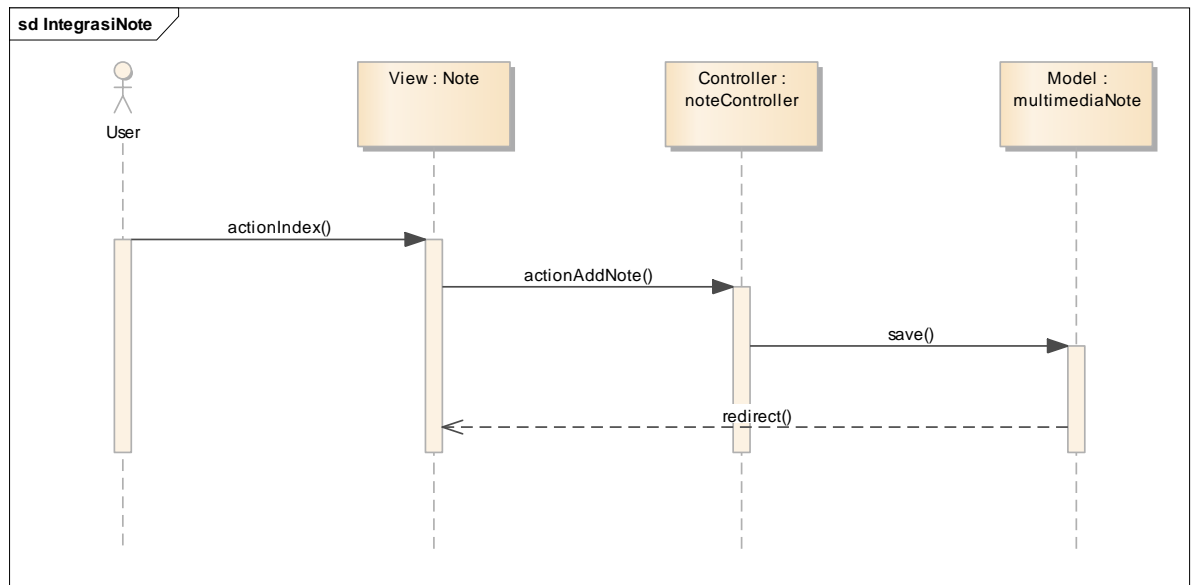 sd IntegrasiNote
User
View : Note
Controller :
noteController
Model :
multimediaNote
actionIndex()
actionAddNote()
save()
redirect()